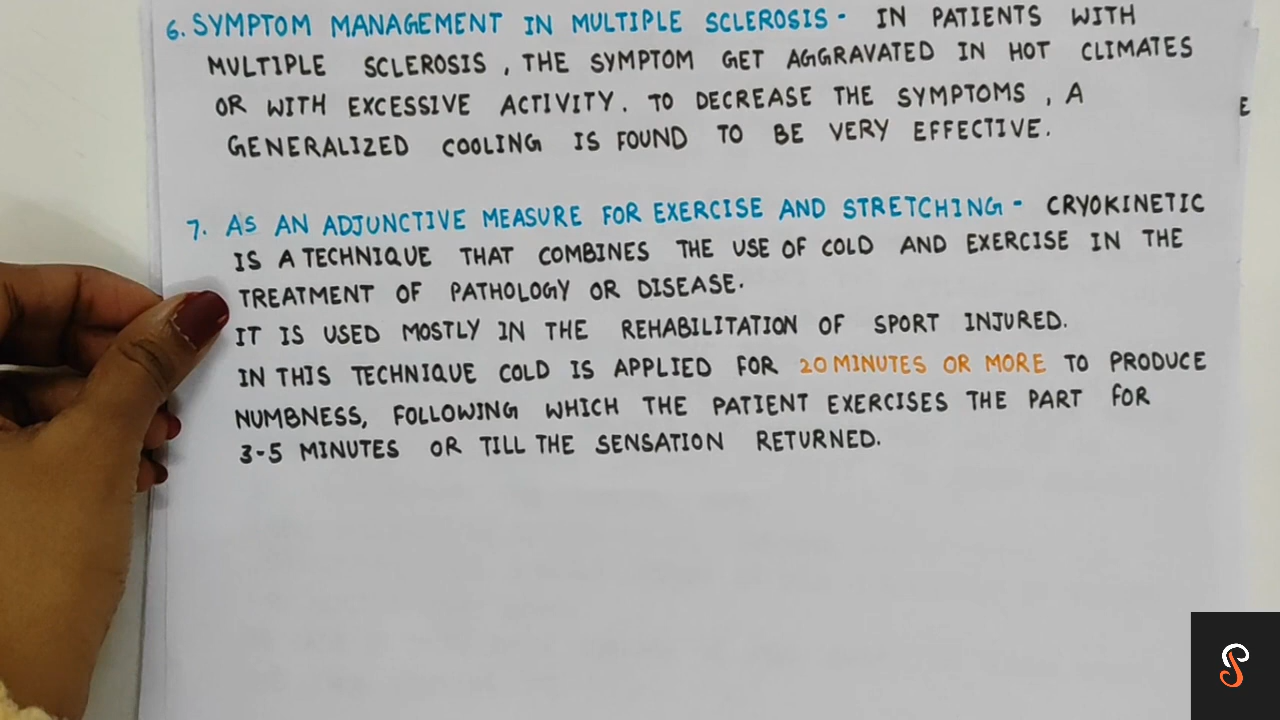 6. SYMPTOM MANAGEMENT IN MULTIPLE SCLEROSIS - IN PATIENTS WITH
MULTIPLE SCLEROSIS, THE SYMPTOM GET AGGRAVATED IN HOT CLIMATES
OR WITH EXCESSIVE ACTIVITY. TO DECREASE THE SYMPTOMS, A
GENERALIZED COOLING IS FOUND TO BE VERY EFFECTIVE.
E
7. AS AN ADJUNCTIVE MEASURE FOR EXERCISE AND STRETCHING - CRYOKINETIC
IS A TECHNIQUE THAT COMBINES THE USE OF COLD AND EXERCISE IN THE
TREATMENT OF PATHOLOGY OR DISEASE.
IT IS USED MOSTLY IN THE REHABILITATION OF SPORT INJURED.
IN THIS TECHNIQUE COLD IS APPLIED FOR 20 MINUTES OR MORE TO PRODUCE
NUMBNESS, FOLLOWING WHICH THE PATIENT EXERCISES THE PART FOR
3-5 MINUTES OR TILL THE SENSATION RETURNED.